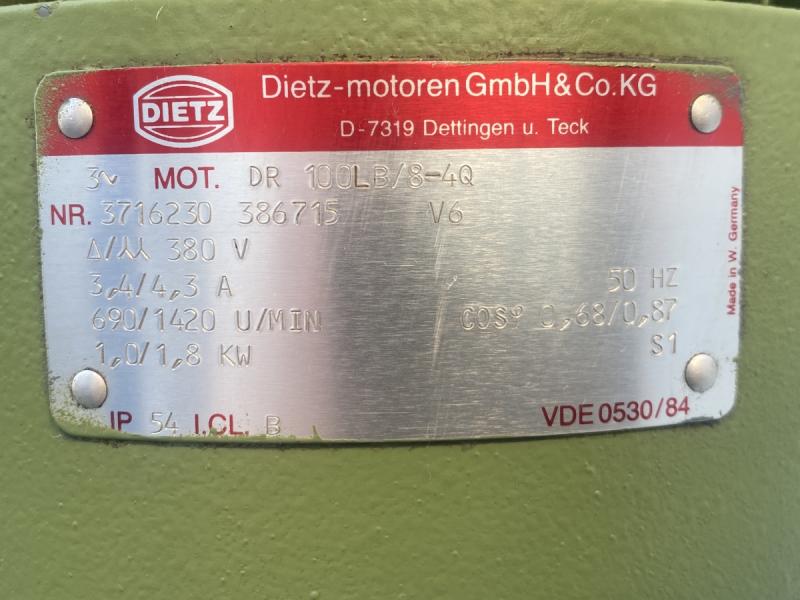 DIETZ
Dietz-motoren GmbH & Co. KG
D-7319 Dettingen u. Teck
3~ MOT. DR 100LB/8-4Q
NR. 3716230 386715 V6
Δ/⅄⅄ 380 V
3,4/4,3 A 50 HZ
690/1420 U/MIN COSφ 0,68/0,87
1,0/1,8 KW S1
IP 54 I.CL. B VDE 0530/84
Made in W. Germany